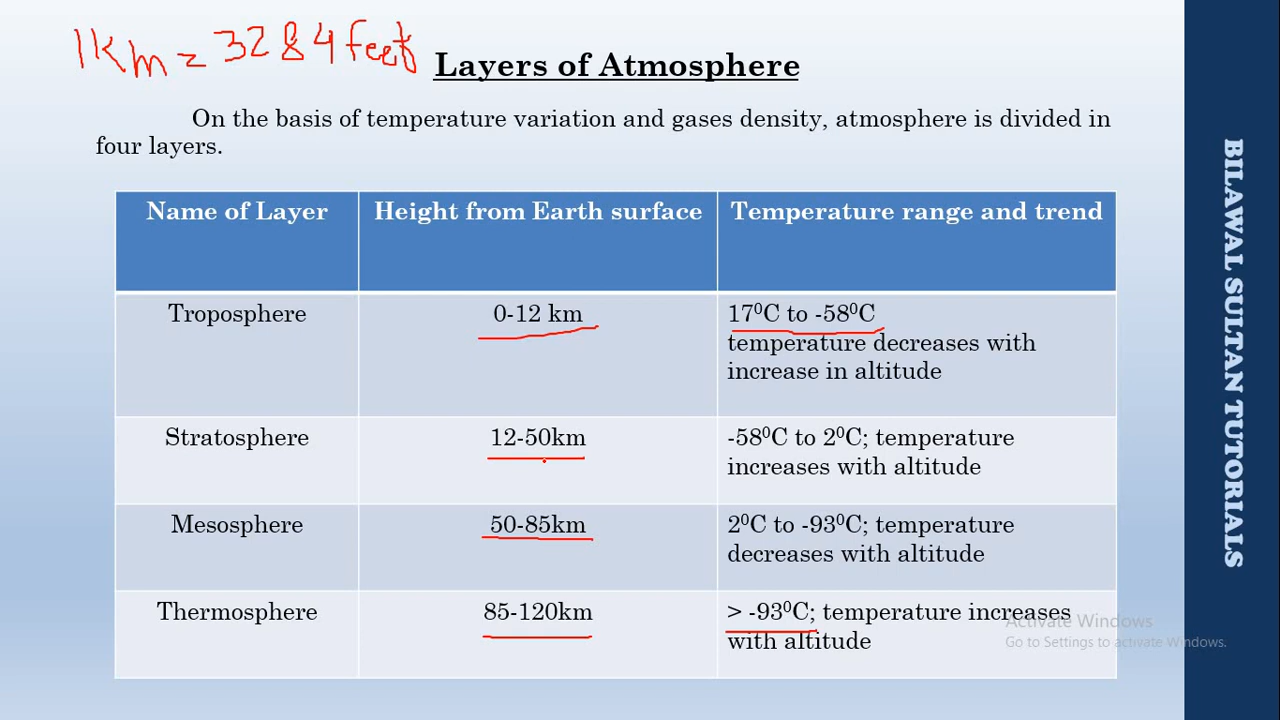 1Km = 3284 feet
Layers of Atmosphere
On the basis of temperature variation and gases density, atmosphere is divided in
four layers.
Name of Layer
Height from Earth surface
Temperature range and trend
Troposphere
0-12 km
17⁰C to -58⁰C
temperature decreases with
increase in altitude
Stratosphere
12-50km
-58⁰C to 2⁰C; temperature
increases with altitude
Mesosphere
50-85km
2⁰C to -93⁰C; temperature
decreases with altitude
Thermosphere
85-120km
> -93⁰C; temperature increases
with altitude
Activate Windows
Go to Settings to activate Windows.
BILAWAL SULTAN TUTORIALS